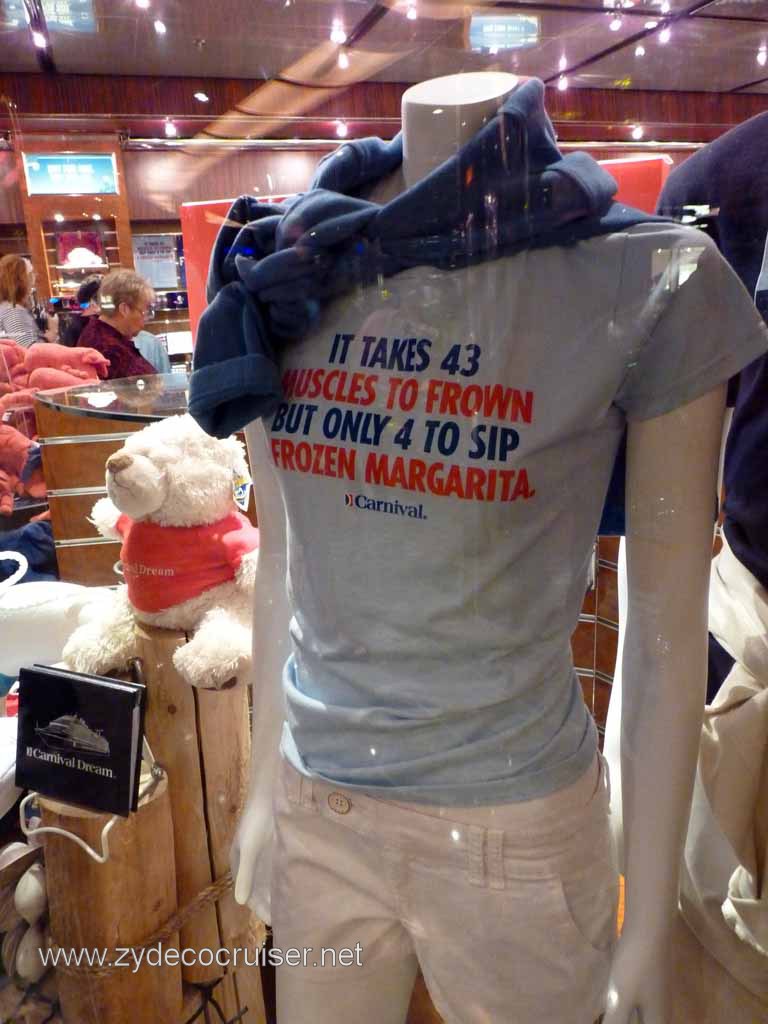 IT TAKES 43
MUSCLES TO FROWN
BUT ONLY 4 TO SIP
FROZEN MARGARITA.
Carnival.
Dream
Carnival Dream.
www.zydecocruiser.net